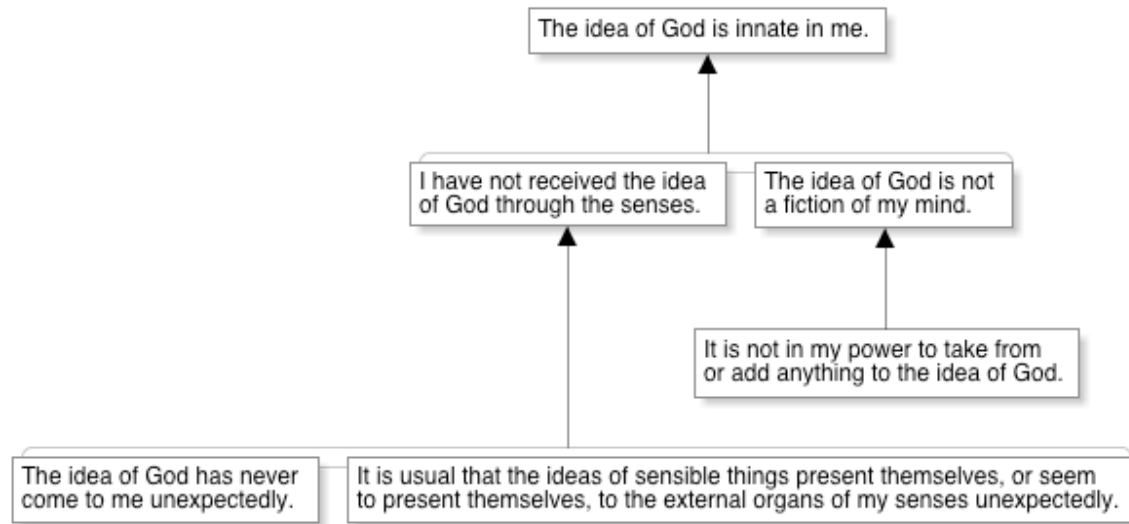 The idea of God is innate in me.
I have not received the idea
of God through the senses.
The idea of God is not
a fiction of my mind.
It is not in my power to take from
or add anything to the idea of God.
The idea of God has never
come to me unexpectedly.
It is usual that the ideas of sensible things present themselves, or seem
to present themselves, to the external organs of my senses unexpectedly.